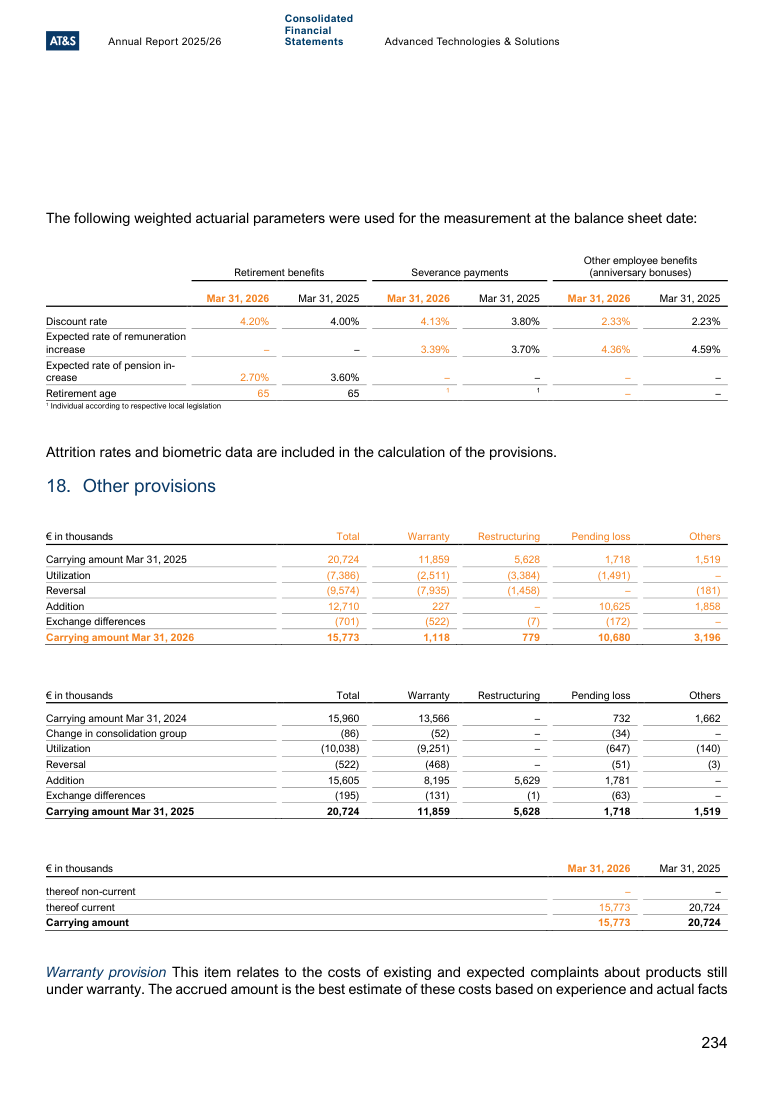 AT&S
Annual Report 2025/26
Consolidated
Financial
Statements
Advanced Technologies & Solutions
The following weighted actuarial parameters were used for the measurement at the balance sheet date:
Retirement benefits Severance payments Other employee benefits
(anniversary bonuses)
Mar 31, 2026 Mar 31, 2025 Mar 31, 2026 Mar 31, 2025 Mar 31, 2026 Mar 31, 2025
Discount rate 4.20% 4.00% 4.13% 3.80% 2.33% 2.23%
Expected rate of remuneration
increase – – 3.39% 3.70% 4.36% 4.59%
Expected rate of pension in-
crease 2.70% 3.60% – – – –
Retirement age 65 65 1 1 – –
1 Individual according to respective local legislation
Attrition rates and biometric data are included in the calculation of the provisions.
18. Other provisions
€ in thousands Total Warranty Restructuring Pending loss Others
Carrying amount Mar 31, 2025 20,724 11,859 5,628 1,718 1,519
Utilization (7,386) (2,511) (3,384) (1,491) –
Reversal (9,574) (7,935) (1,458) – (181)
Addition 12,710 227 – 10,625 1,858
Exchange differences (701) (522) (7) (172) –
Carrying amount Mar 31, 2026 15,773 1,118 779 10,680 3,196
€ in thousands Total Warranty Restructuring Pending loss Others
Carrying amount Mar 31, 2024 15,960 13,566 – 732 1,662
Change in consolidation group (86) (52) – (34) –
Utilization (10,038) (9,251) – (647) (140)
Reversal (522) (468) – (51) (3)
Addition 15,605 8,195 5,629 1,781 –
Exchange differences (195) (131) (1) (63) –
Carrying amount Mar 31, 2025 20,724 11,859 5,628 1,718 1,519
€ in thousands Mar 31, 2026 Mar 31, 2025
thereof non-current – –
thereof current 15,773 20,724
Carrying amount 15,773 20,724
Warranty provision This item relates to the costs of existing and expected complaints about products still
under warranty. The accrued amount is the best estimate of these costs based on experience and actual facts
234